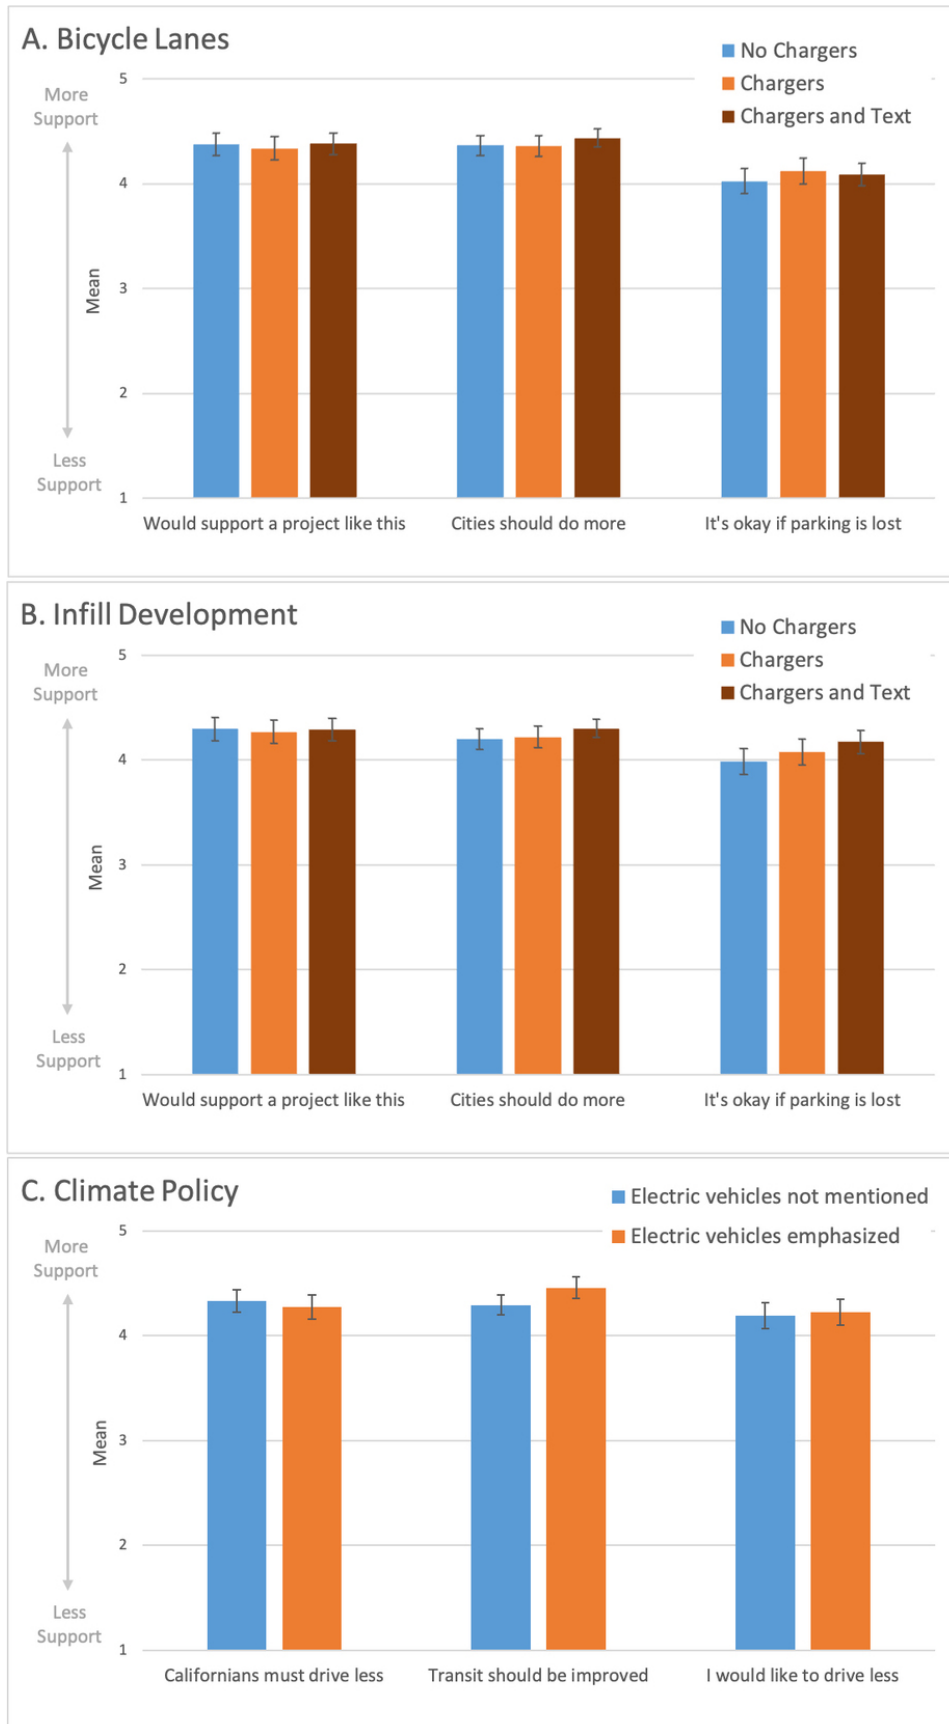 A. Bicycle Lanes
No Chargers
Chargers
Chargers and Text
More
Support
Less
Support
Mean
5
4
3
2
1
Would support a project like this
Cities should do more
It's okay if parking is lost
B. Infill Development
No Chargers
Chargers
Chargers and Text
More
Support
Less
Support
Mean
5
4
3
2
1
Would support a project like this
Cities should do more
It's okay if parking is lost
C. Climate Policy
Electric vehicles not mentioned
Electric vehicles emphasized
More
Support
Less
Support
Mean
5
4
3
2
1
Californians must drive less
Transit should be improved
I would like to drive less